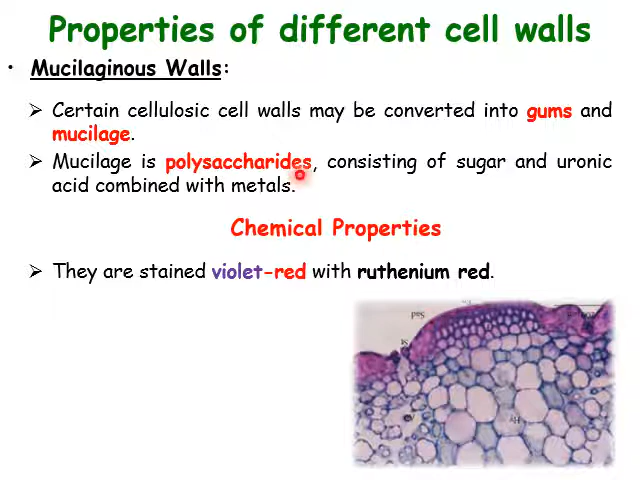 Properties of different cell walls
• Mucilaginous Walls:
➢ Certain cellulosic cell walls may be converted into gums and
mucilage.
➢ Mucilage is polysaccharides, consisting of sugar and uronic
acid combined with metals.
Chemical Properties
➢ They are stained violet-red with ruthenium red.